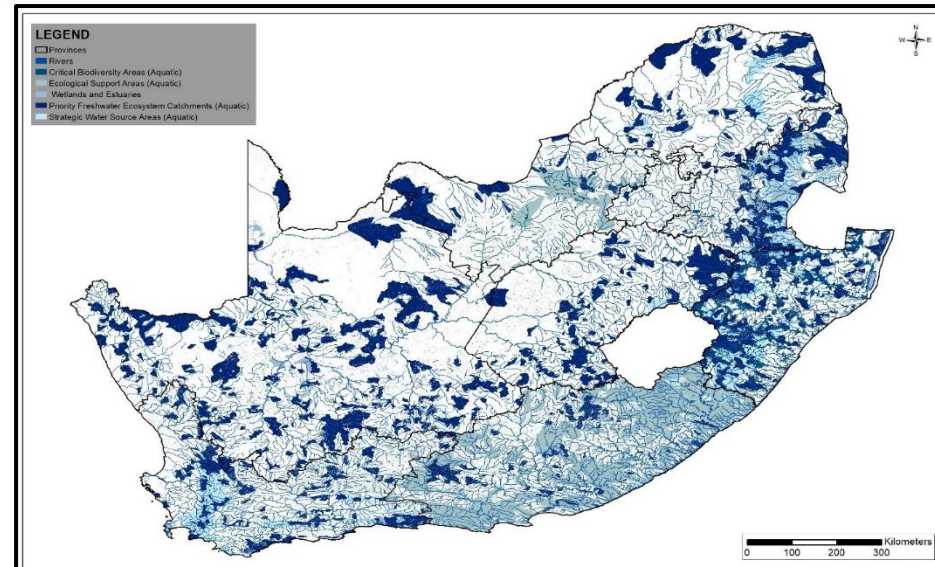 LEGEND
Provinces
Rivers
Critical Biodiversity Areas (Aquatic)
Ecological Support Areas (Aquatic)
Wetlands and Estuaries
Priority Freshwater Ecosystem Catchments (Aquatic)
Strategic Water Source Areas (Aquatic)
N
W E
S
Kilometers
0 100 200 300